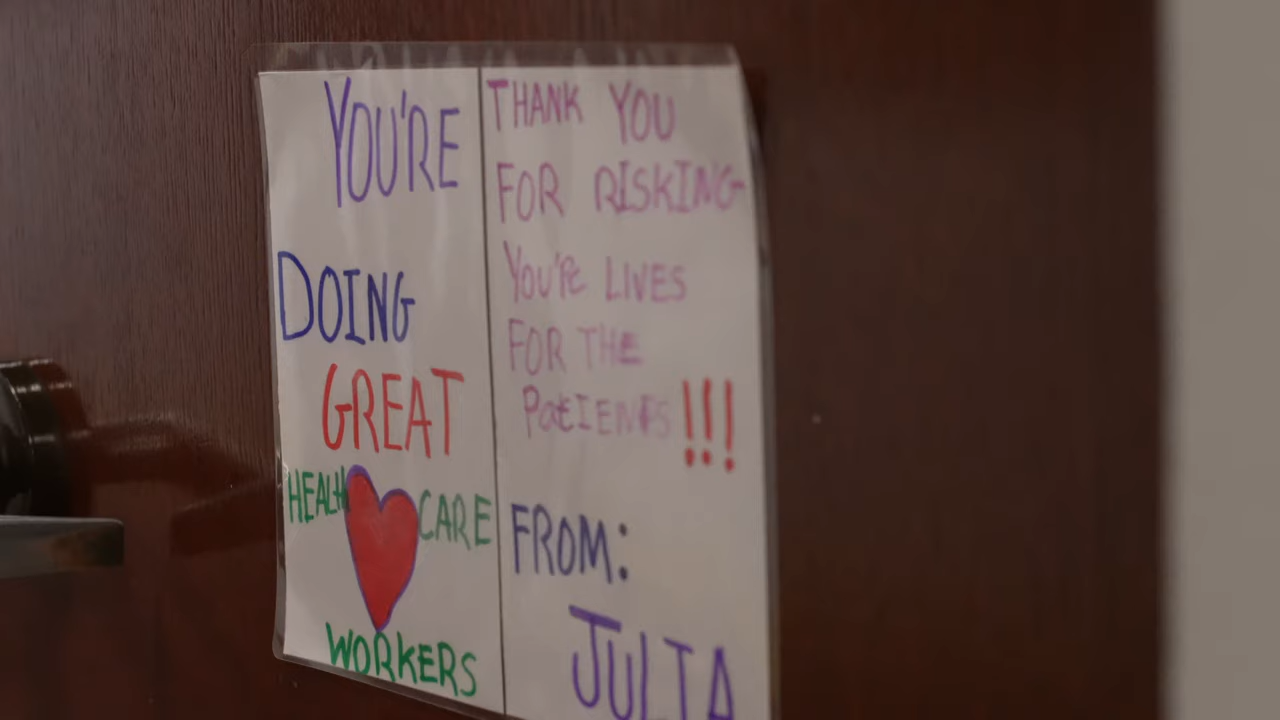 YOU'RE
DOING
GREAT
HEALTH CARE
WORKERS
THANK YOU
FOR RISKING
YOU'RE LIVES
FOR THE
PATIENTS !!!
FROM:
JULIA